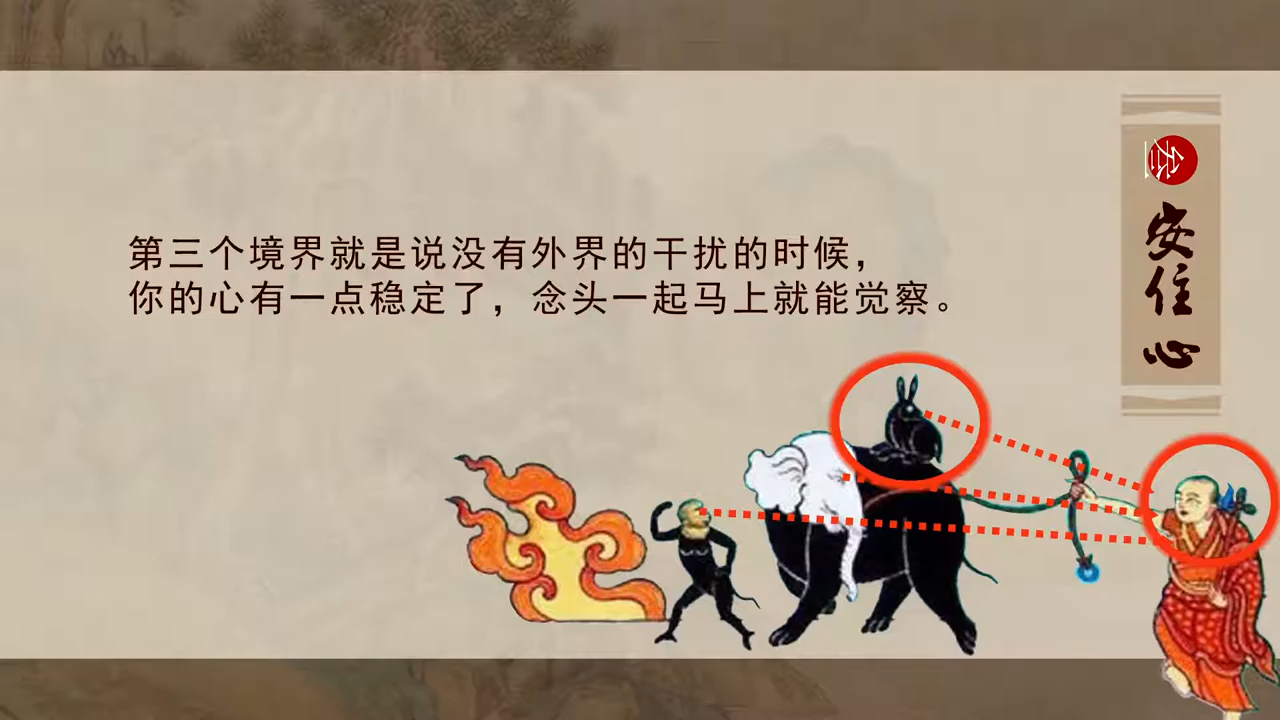 第三个境界就是说没有外界的干扰的时候，
你的心有一点稳定了，念头一起马上就能觉察。
安住心